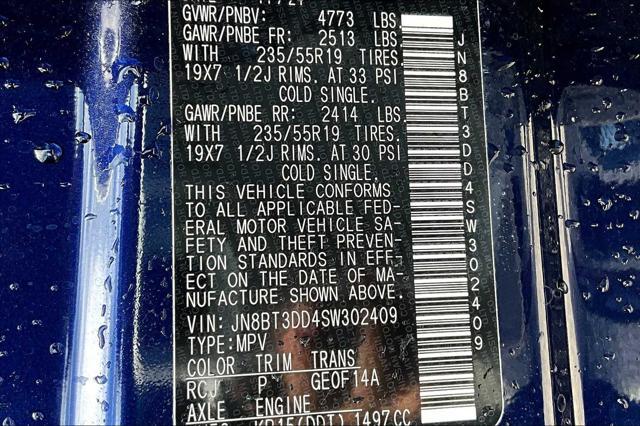 GVWR/PNBV: 4773 LBS
GAWR/PNBE FR: 2513 LBS.
WITH 235/55R19 TIRES.
19X7 1/2J RIMS. AT 33 PSI
COLD SINGLE.
GAWR/PNBE RR: 2414 LBS.
WITH 235/55R19 TIRES.
19X7 1/2J RIMS. AT 30 PSI
COLD SINGLE.
THIS VEHICLE CONFORMS
TO ALL APPLICABLE FED-
ERAL MOTOR VEHICLE SA-
FETY AND THEFT PREVEN-
TION STANDARDS IN EFF-
ECT ON THE DATE OF MA-
NUFACTURE SHOWN ABOVE.
VIN: JN8BT3DD4SW302409
TYPE: MPV
COLOR TRIM TRANS
RCJ P GEOF14A
AXLE ENGINE
KR15(DDT) 1497CC
JN8BT3DD4SW302409